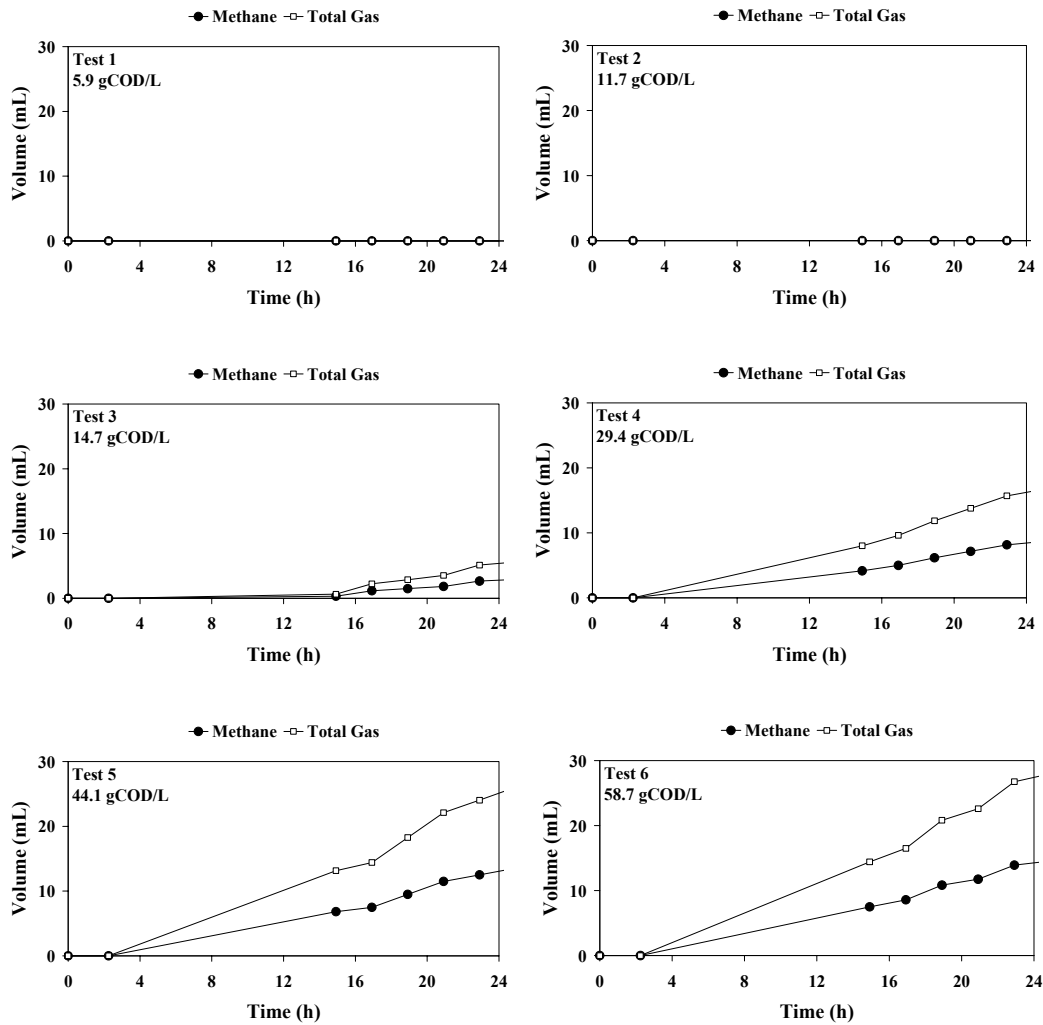 Methane Total Gas
Test 1
5.9 gCOD/L
Volume (mL)
30
20
10
0
0 4 8 12 16 20 24
Time (h)
Methane Total Gas
Test 2
11.7 gCOD/L
Volume (mL)
30
20
10
0
0 4 8 12 16 20 24
Time (h)
Methane Total Gas
Test 3
14.7 gCOD/L
Volume (mL)
30
20
10
0
0 4 8 12 16 20 24
Time (h)
Methane Total Gas
Test 4
29.4 gCOD/L
Volume (mL)
30
20
10
0
0 4 8 12 16 20 24
Time (h)
Methane Total Gas
Test 5
44.1 gCOD/L
Volume (mL)
30
20
10
0
0 4 8 12 16 20 24
Time (h)
Methane Total Gas
Test 6
58.7 gCOD/L
Volume (mL)
30
20
10
0
0 4 8 12 16 20 24
Time (h)